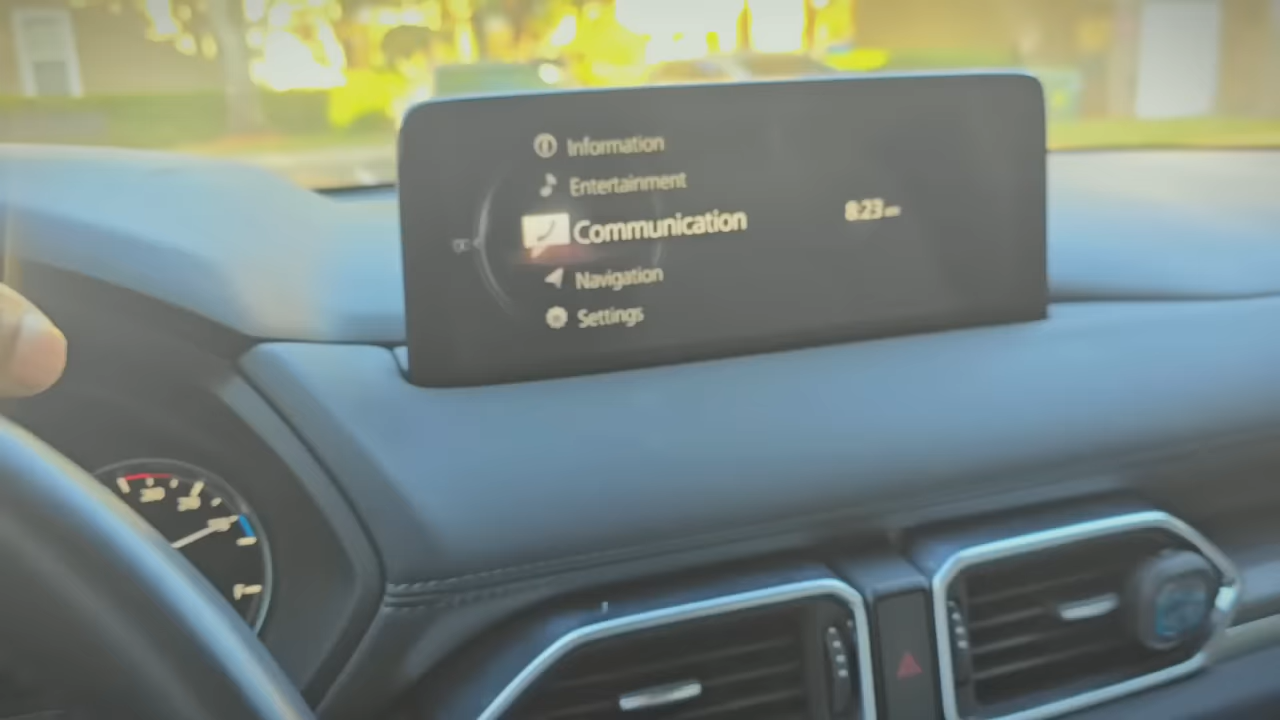 Information
Entertainment
Communication
8:23
Navigation
Settings
F